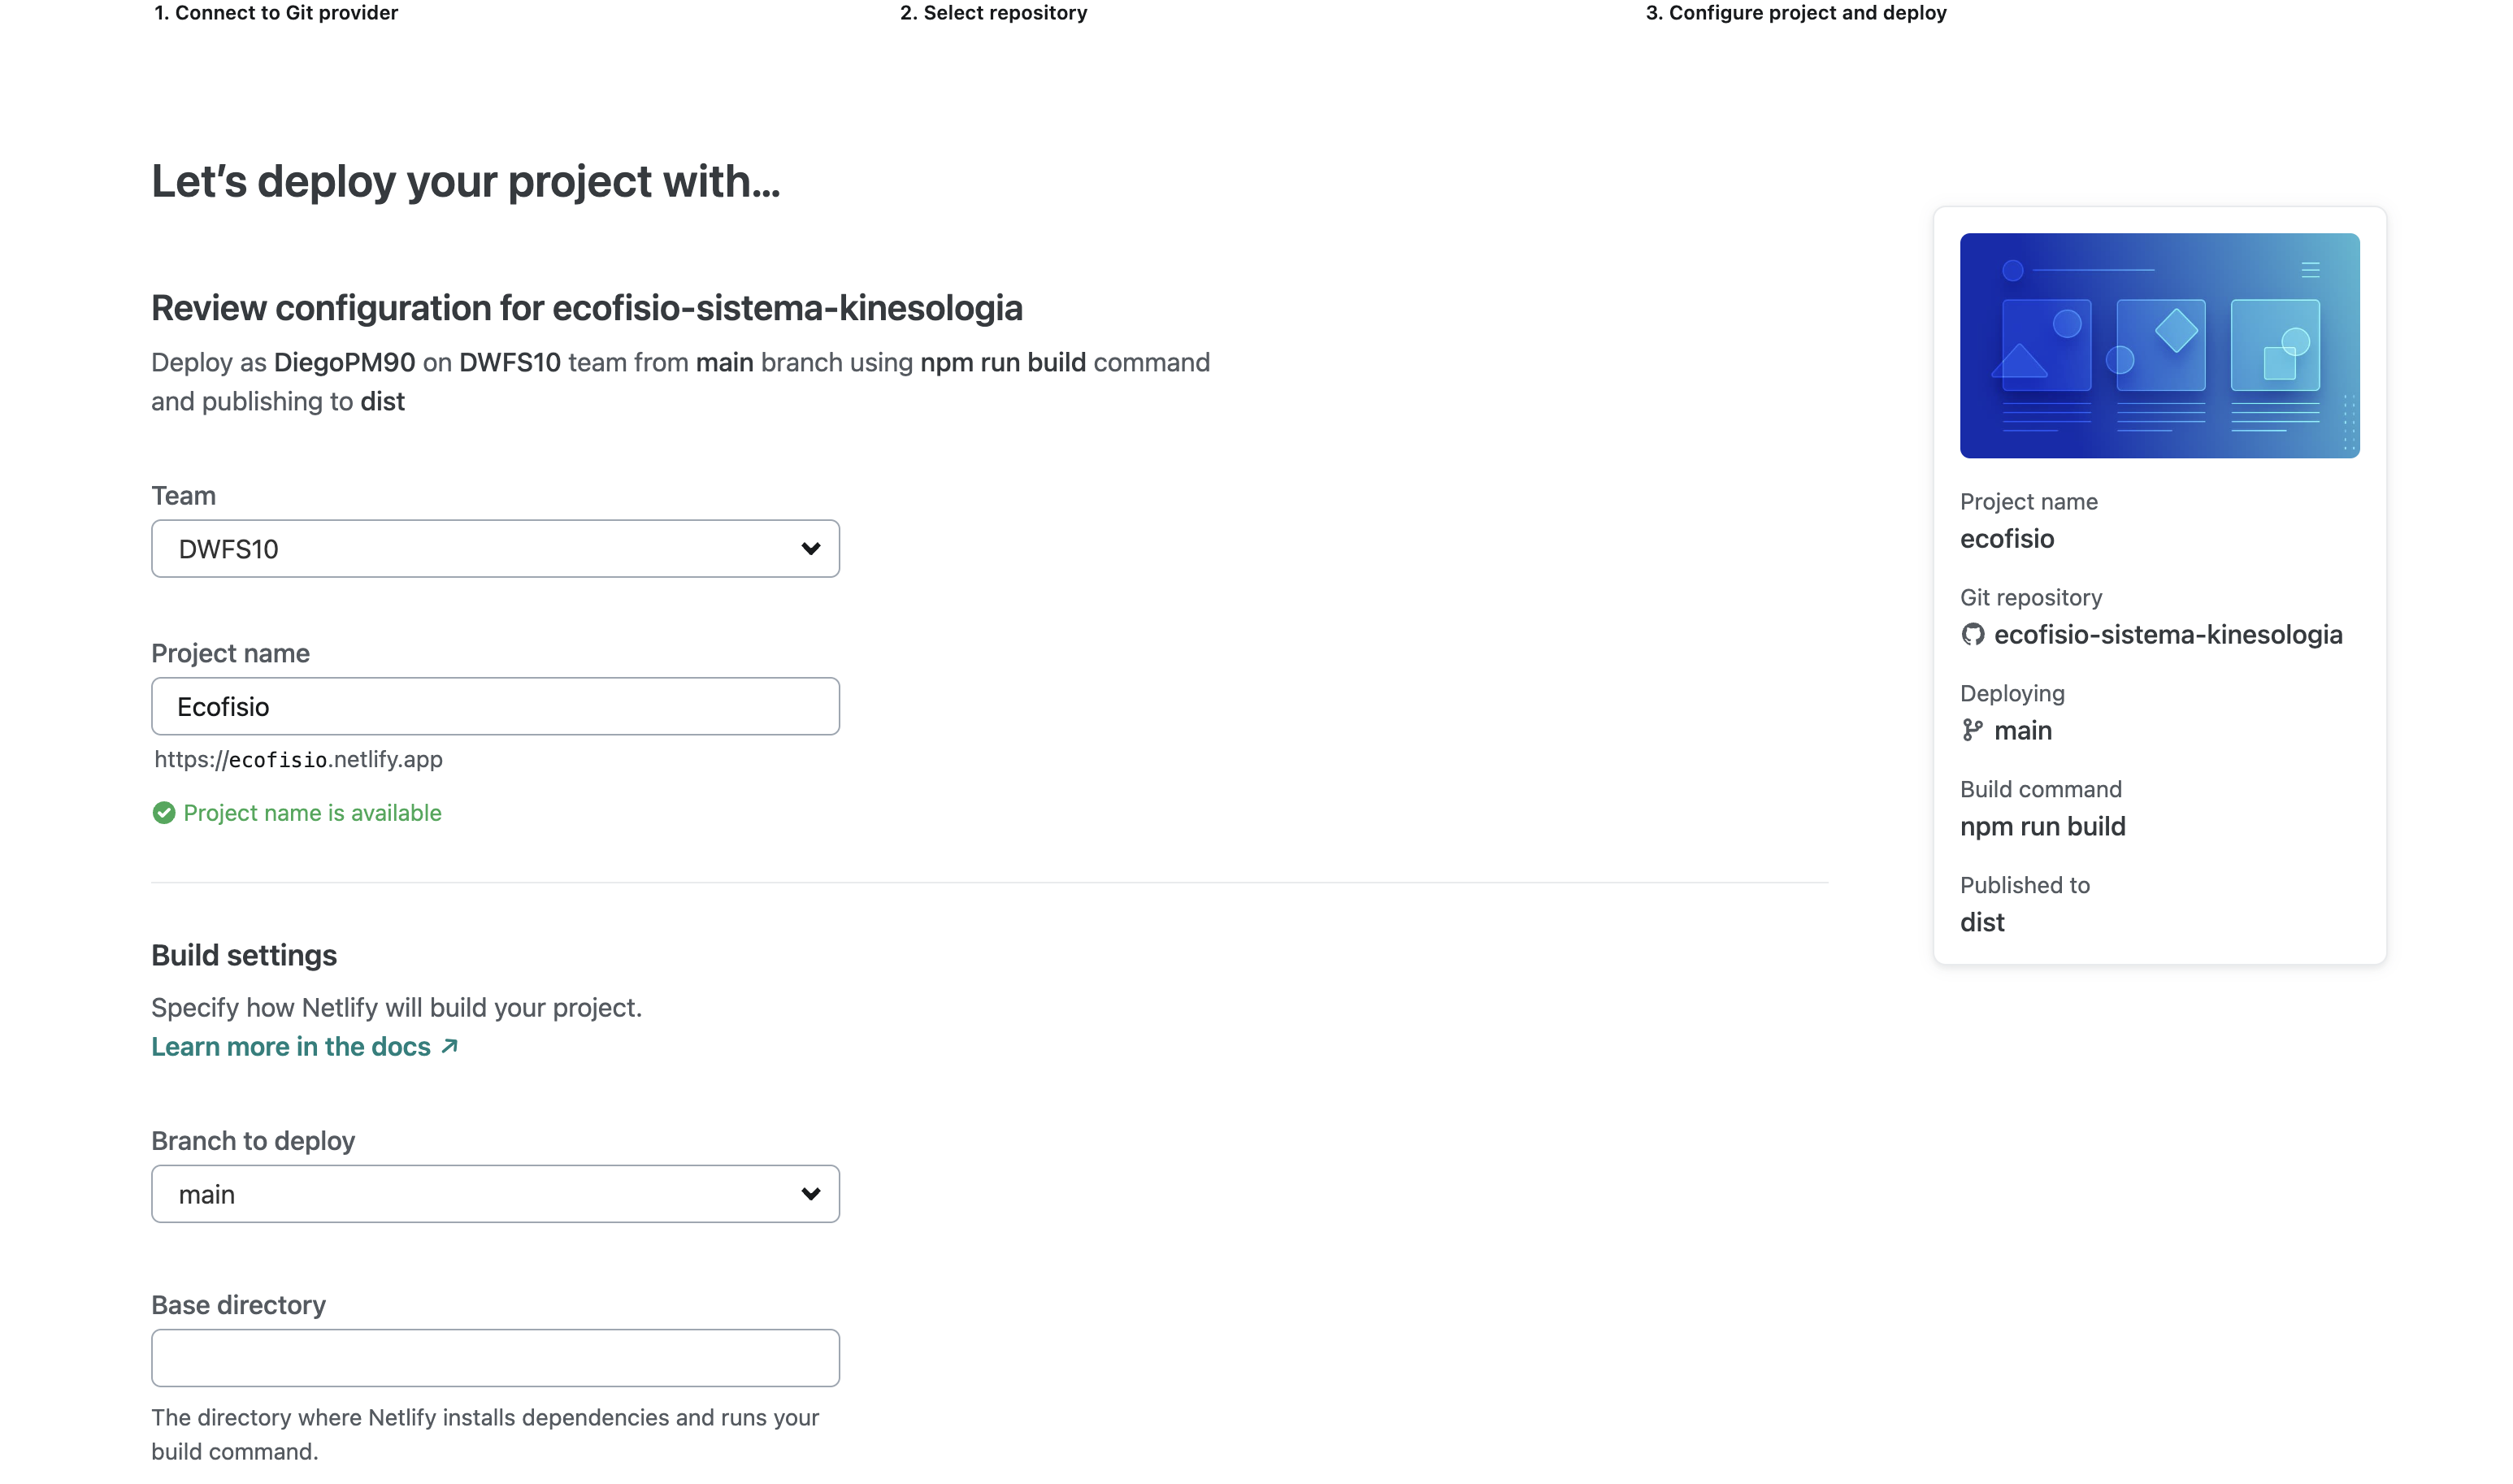 1. Connect to Git provider
2. Select repository
3. Configure project and deploy
Let’s deploy your project with…
Review configuration for ecofisio-sistema-kinesologia
Deploy as DiegoPM90 on DWFS10 team from main branch using npm run build command
and publishing to dist
Team
DWFS10
Project name
Ecofisio
https://ecofisio.netlify.app
Project name is available
Build settings
Specify how Netlify will build your project.
Learn more in the docs
Branch to deploy
main
Base directory
The directory where Netlify installs dependencies and runs your
build command.
Project name
ecofisio
Git repository
ecofisio-sistema-kinesologia
Deploying
main
Build command
npm run build
Published to
dist